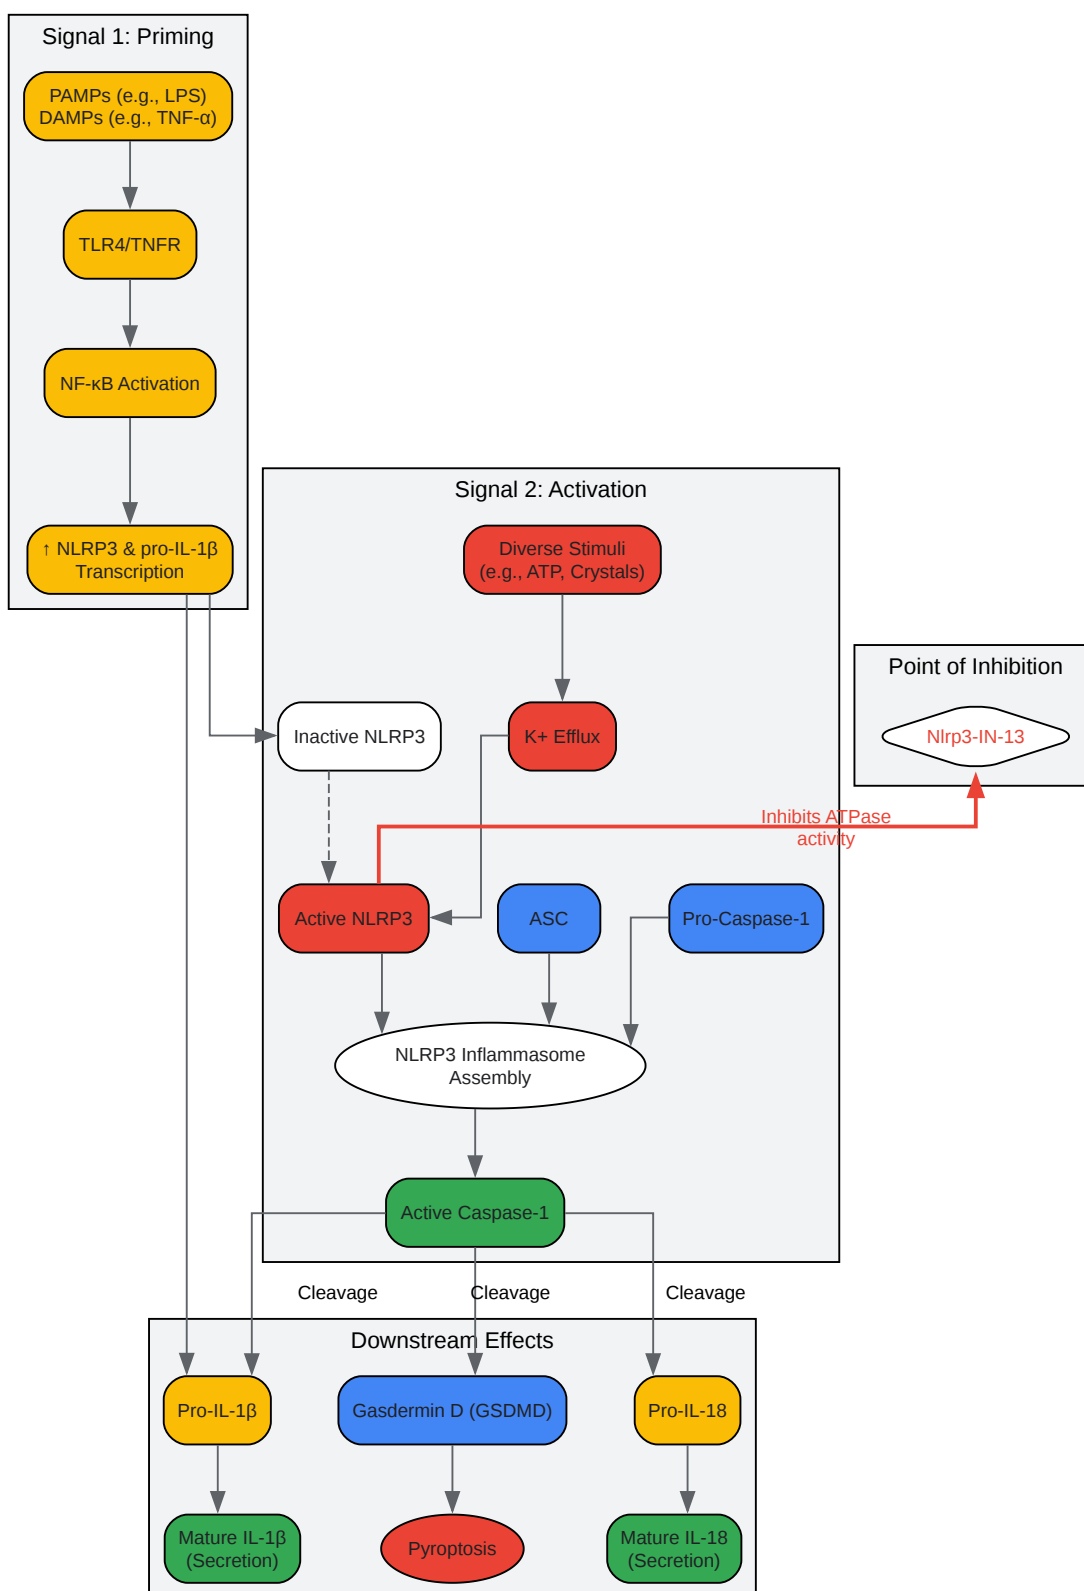 Signal 1: Priming
PAMPs (e.g., LPS)
DAMPs (e.g., TNF-α)
TLR4/TNFR
NF-κB Activation
↑ NLRP3 & pro-IL-1β
Transcription
Signal 2: Activation
Diverse Stimuli
(e.g., ATP, Crystals)
Inactive NLRP3
K+ Efflux
Point of Inhibition
Nlrp3-IN-13
Inhibits ATPase
activity
Active NLRP3
ASC
Pro-Caspase-1
NLRP3 Inflammasome
Assembly
Active Caspase-1
Cleavage
Cleavage
Cleavage
Downstream Effects
Pro-IL-1β
Gasdermin D (GSDMD)
Pro-IL-18
Mature IL-1β
(Secretion)
Pyroptosis
Mature IL-18
(Secretion)